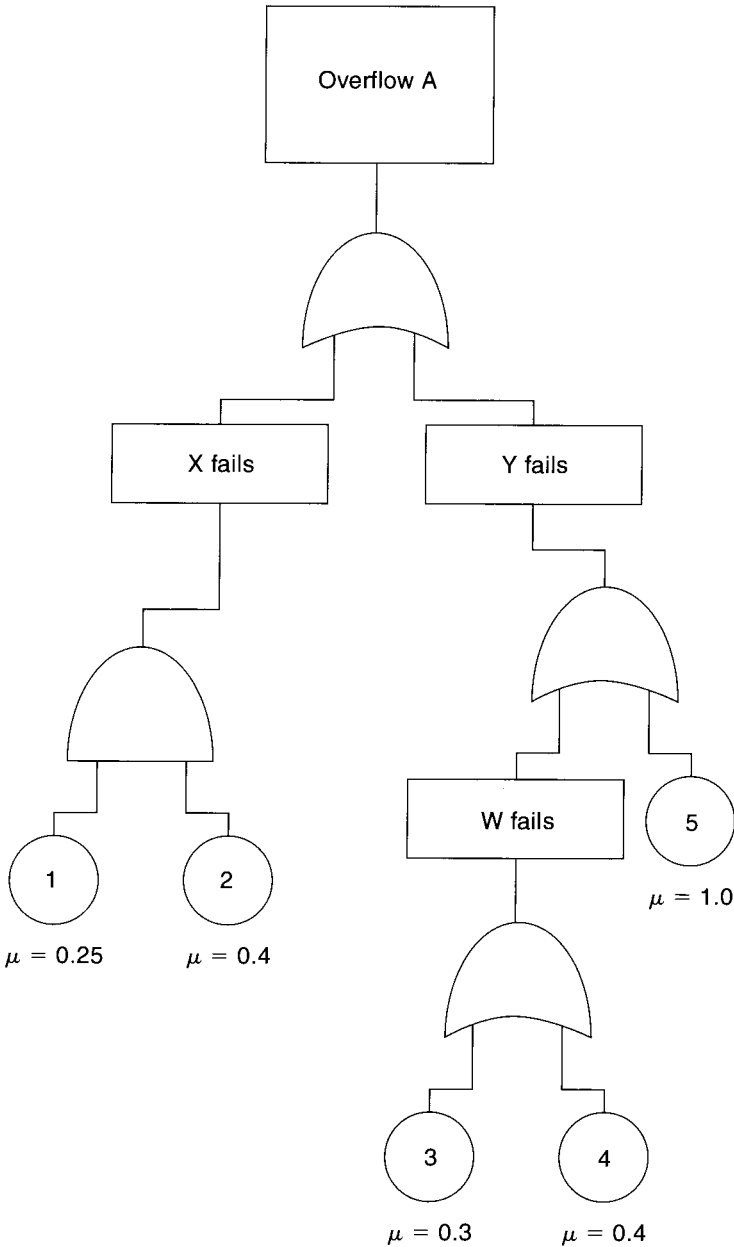 Overflow A
X fails
Y fails
W fails
5
μ = 1.0
1
2
μ = 0.25
μ = 0.4
3
4
μ = 0.3
μ = 0.4